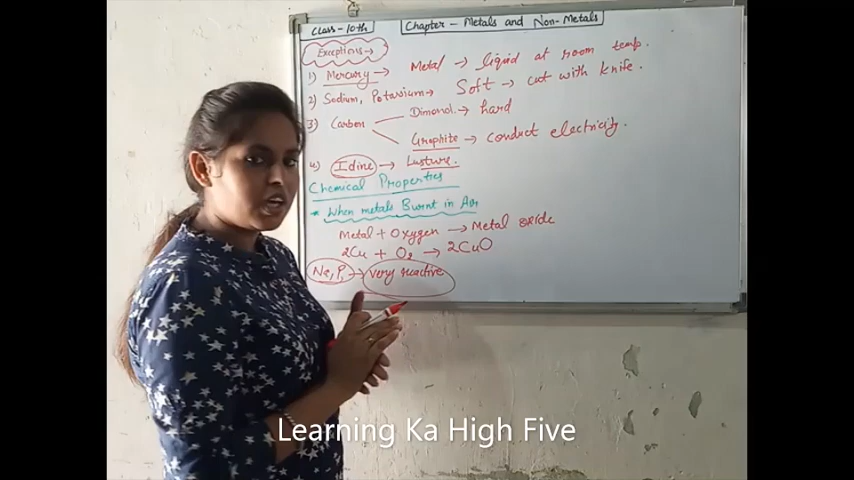 Class-10th
Chapter - Metals and Non-Metals
Exceptions →
1) Mercury → Metal → liquid at room temp.
2) Sodium, Potassium → Soft → cut with knife.
3) Carbon Dimond. → hard
Graphite → conduct electricity.
4) Idine → Lusture.
Chemical Properties
* When metals Burnt in Air
Metal + Oxygen → Metal oxide
2Cu + O₂ → 2CuO
Na, P, → very reactive
Learning Ka High Five